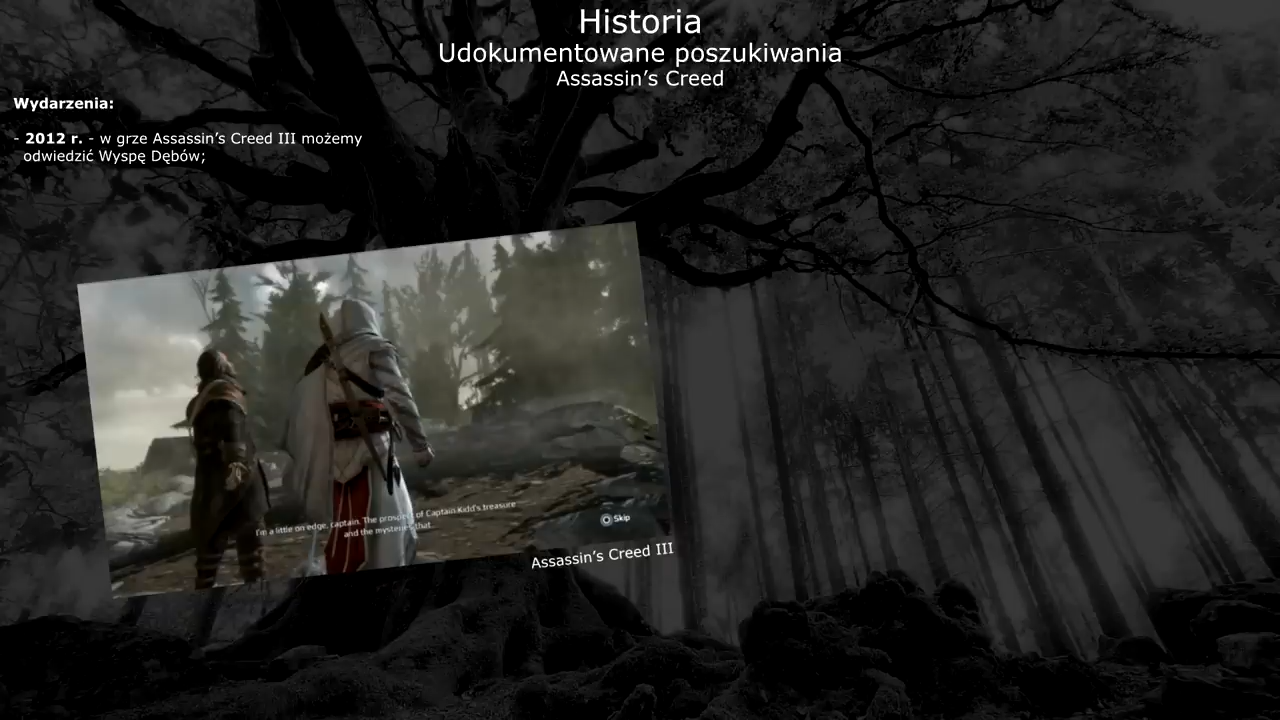 Historia
Udokumentowane poszukiwania
Assassin's Creed
Wydarzenia:
- 2012 r. - w grze Assassin's Creed III możemy
odwiedzić Wyspę Dębów;
I'm a little on edge, captain. The prospect of Captain Kidd's treasure
and the mysteries that
Skip
Assassin's Creed III